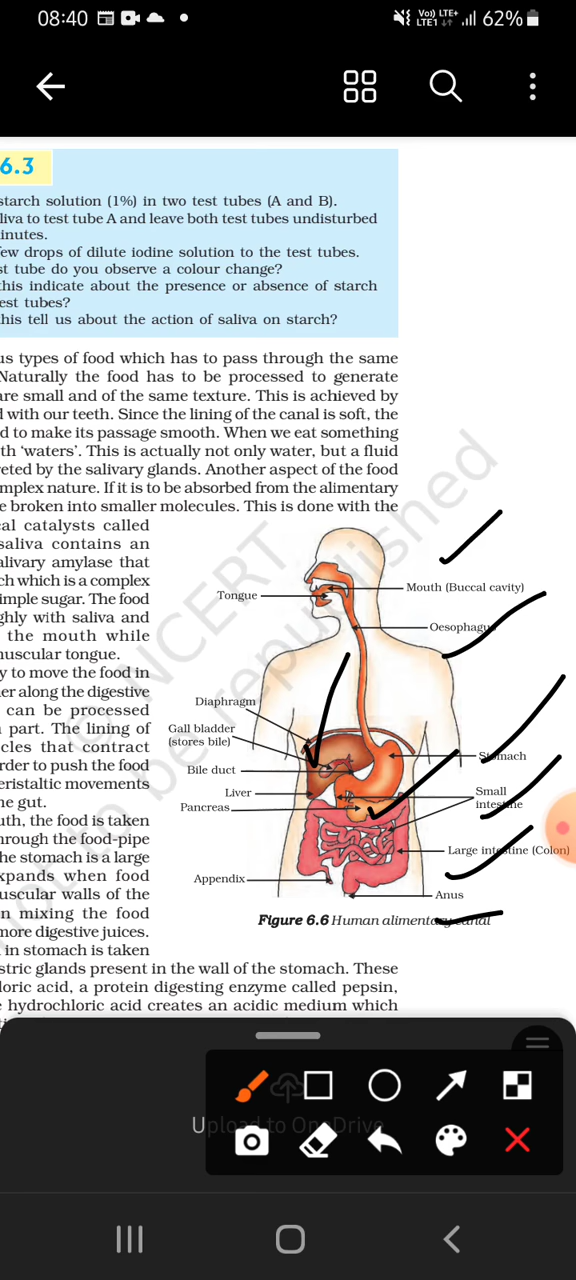 08:40
Vo) LTE+
LTE1
62%
6.3
starch solution (1%) in two test tubes (A and B).
liva to test tube A and leave both test tubes undisturbed
inutes.
few drops of dilute iodine solution to the test tubes.
st tube do you observe a colour change?
this indicate about the presence or absence of starch
est tubes?
his tell us about the action of saliva on starch?
us types of food which has to pass through the same
Naturally the food has to be processed to generate
are small and of the same texture. This is achieved by
d with our teeth. Since the lining of the canal is soft, the
d to make its passage smooth. When we eat something
th ‘waters’. This is actually not only water, but a fluid
reted by the salivary glands. Another aspect of the food
mplex nature. If it is to be absorbed from the alimentary
e broken into smaller molecules. This is done with the
cal catalysts called
saliva contains an
alivary amylase that
ch which is a complex
imple sugar. The food
ghly with saliva and
the mouth while
muscular tongue.
y to move the food in
er along the digestive
can be processed
part. The lining of
cles that contract
rder to push the food
eristaltic movements
he gut.
uth, the food is taken
hrough the food-pipe
he stomach is a large
xpands when food
uscular walls of the
n mixing the food
more digestive juices.
in stomach is taken
Tongue
Mouth (Buccal cavity)
Oesophagus
Diaphragm
Gall bladder
(stores bile)
Bile duct
Liver
Pancreas
Appendix
Stomach
Small
intestine
Large intestine (Colon)
Anus
Figure 6.6 Human alimentary canal
stric glands present in the wall of the stomach. These
loric acid, a protein digesting enzyme called pepsin,
e hydrochloric acid creates an acidic medium which
© NCERT
not to be republished
Upload to OneDrive